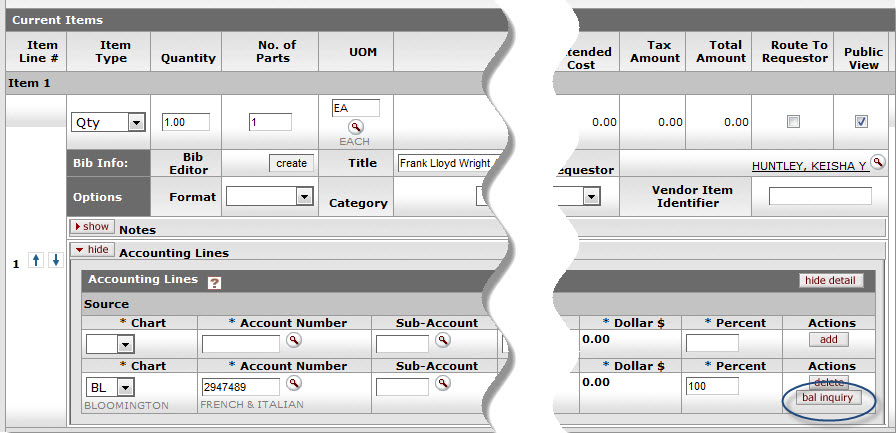 Current Items
Item Line # Item Type Quantity No. of Parts UOM tended Cost Tax Amount Total Amount Route To Requestor Public View
Item 1
Qty 1.00 1 EA 0.00 0.00 0.00
EACH
Bib Info: Bib Editor create Title Frank Lloyd Wright equestor HUNTLEY, KEISHA Y
Options Format Category Vendor Item Identifier
show Notes
1 hide Accounting Lines
Accounting Lines ? hide detail
Source
* Chart * Account Number Sub-Account * Dollar $ * Percent Actions
0.00 add
* Chart * Account Number Sub-Account * Dollar $ * Percent Actions
BL 2947489 0.00 100 delete
BLOOMINGTON FRENCH & ITALIAN bal inquiry